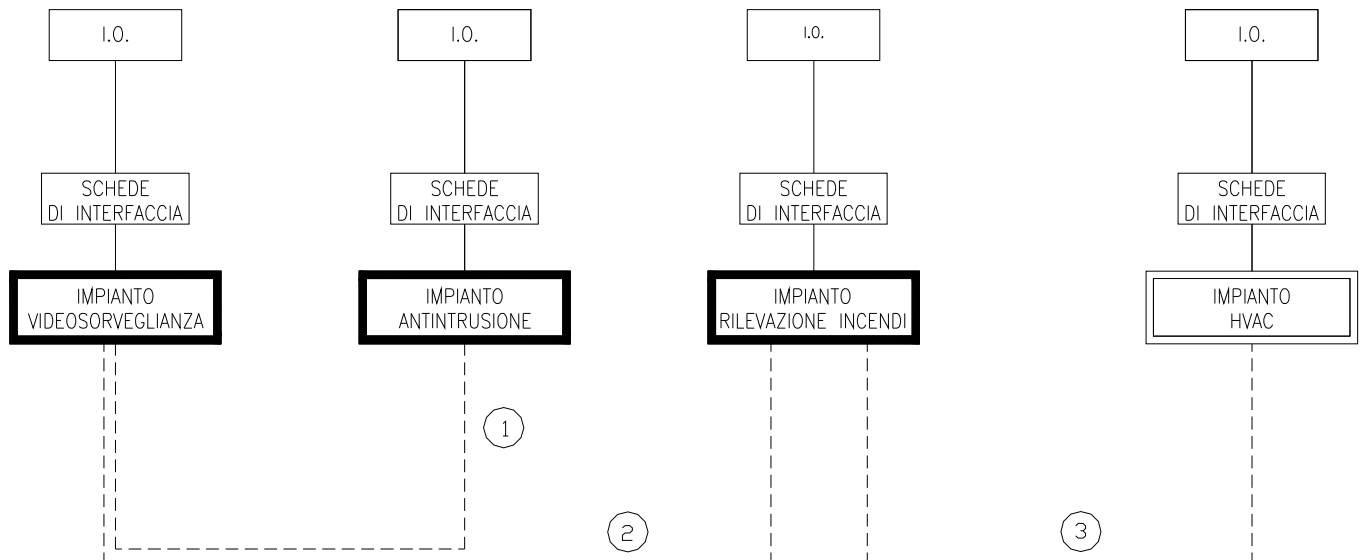 I.O.
I.O.
I.O.
I.O.
SCHEDE
DI INTERFACCIA
SCHEDE
DI INTERFACCIA
SCHEDE
DI INTERFACCIA
SCHEDE
DI INTERFACCIA
IMPIANTO
VIDEOSORVEGLIANZA
IMPIANTO
ANTINTRUSIONE
IMPIANTO
RILEVAZIONE INCENDI
IMPIANTO
HVAC
1
2
3